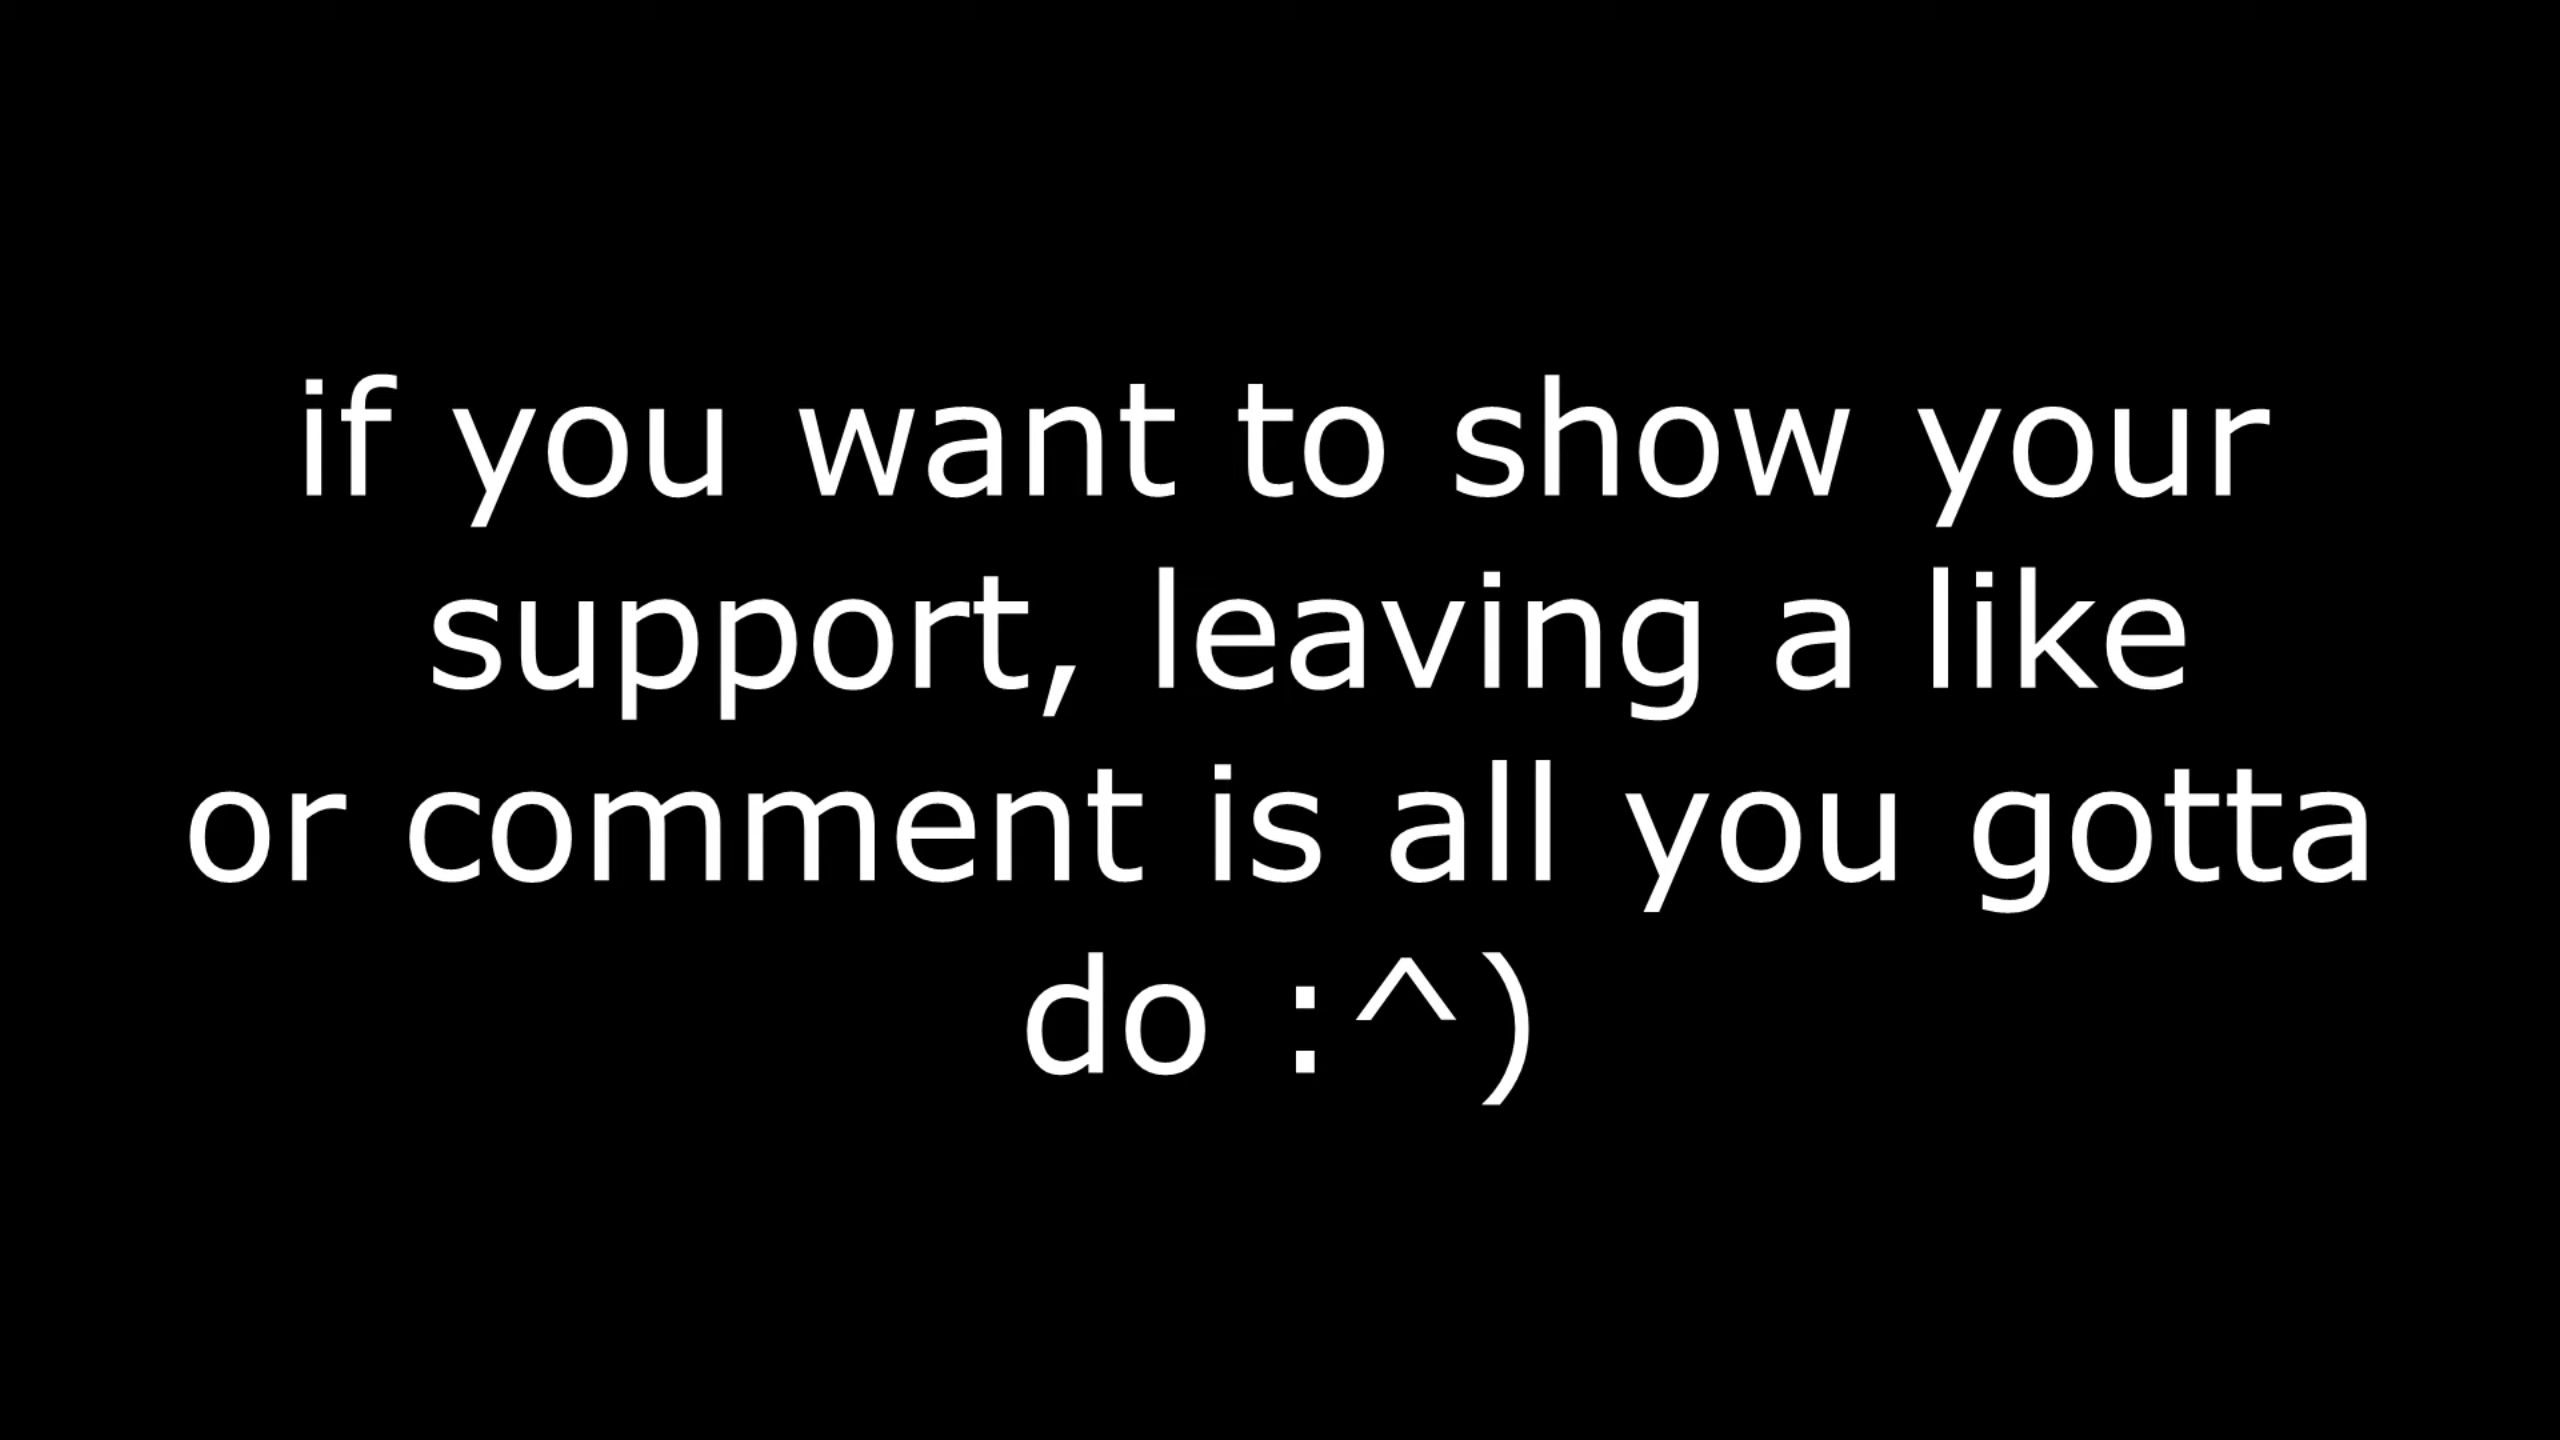 if you want to show your
support, leaving a like
or comment is all you gotta
do :^)